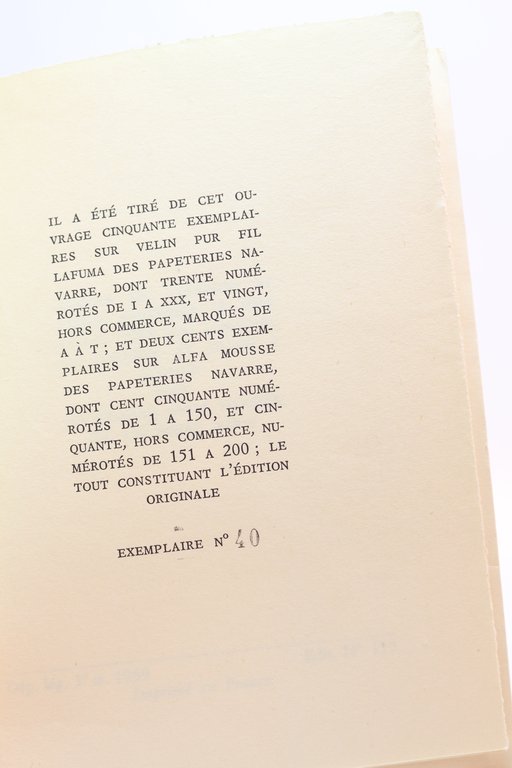 IL A ÉTÉ TIRÉ DE CET OU-
VRAGE CINQUANTE EXEMPLAI-
RES SUR VELIN PUR FIL
LAFUMA DES PAPETERIES NA-
VARRE, DONT TRENTE NUMÉ-
ROTÉS DE I A XXX, ET VINGT,
HORS COMMERCE, MARQUÉS DE
A À T ; ET DEUX CENTS EXEM-
PLAIRES SUR ALFA MOUSSE
DES PAPETERIES NAVARRE,
DONT CENT CINQUANTE NUMÉ-
ROTÉS DE 1 A 150, ET CIN-
QUANTE, HORS COMMERCE, NU-
MÉROTÉS DE 151 A 200 ; LE
TOUT CONSTITUANT L'ÉDITION
ORIGINALE
EXEMPLAIRE Nº 40